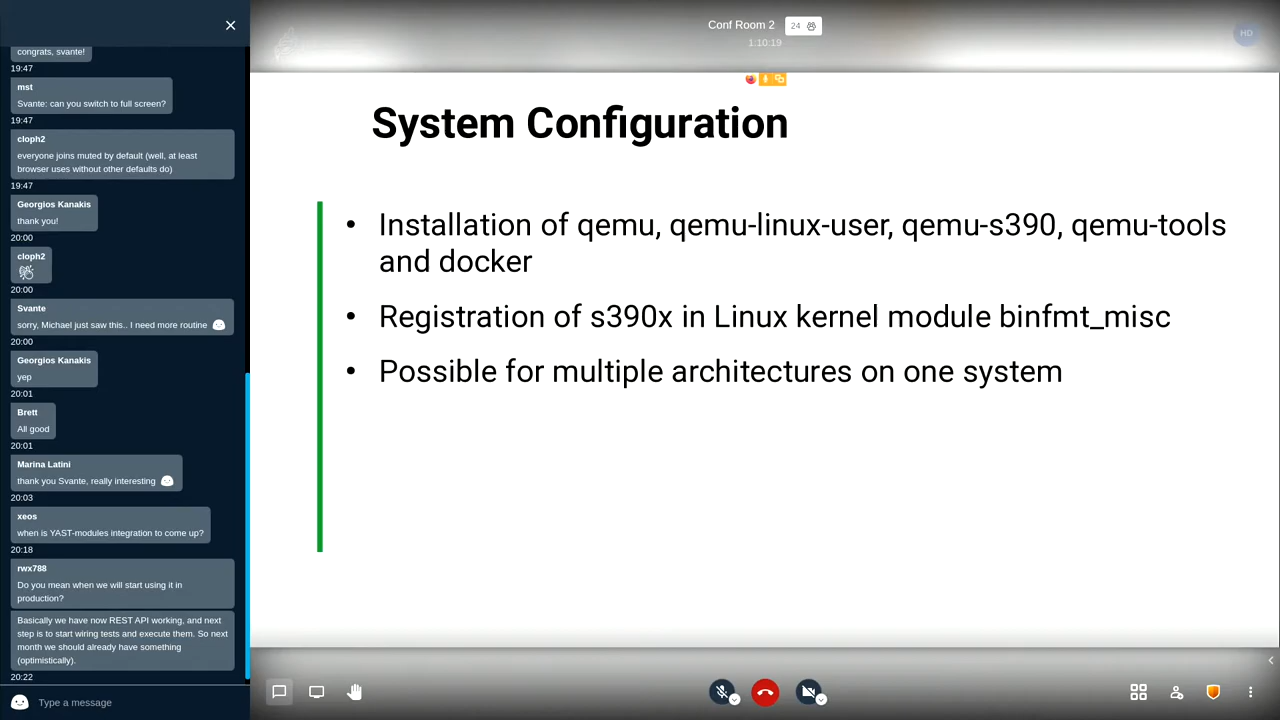 congrats, svante!
19:47
mst
Svante: can you switch to full screen?
19:47
cloph2
everyone joins muted by default (well, at least
browser uses without other defaults do)
19:47
Georgios Kanakis
thank you!
20:00
cloph2
20:00
Svante
sorry, Michael just saw this.. I need more routine
20:00
Georgios Kanakis
yep
20:01
Brett
All good
20:01
Marina Latini
thank you Svante, really interesting
20:03
xeos
when is YAST-modules integration to come up?
20:18
rwx788
Do you mean when we will start using it in
production?
Basically we have now REST API working, and next
step is to start wiring tests and execute them. So next
month we should already have something
(optimistically).
20:22
Type a message
Conf Room 2
24
1:10:19
HD
System Configuration
• Installation of qemu, qemu-linux-user, qemu-s390, qemu-tools
and docker
• Registration of s390x in Linux kernel module binfmt_misc
• Possible for multiple architectures on one system